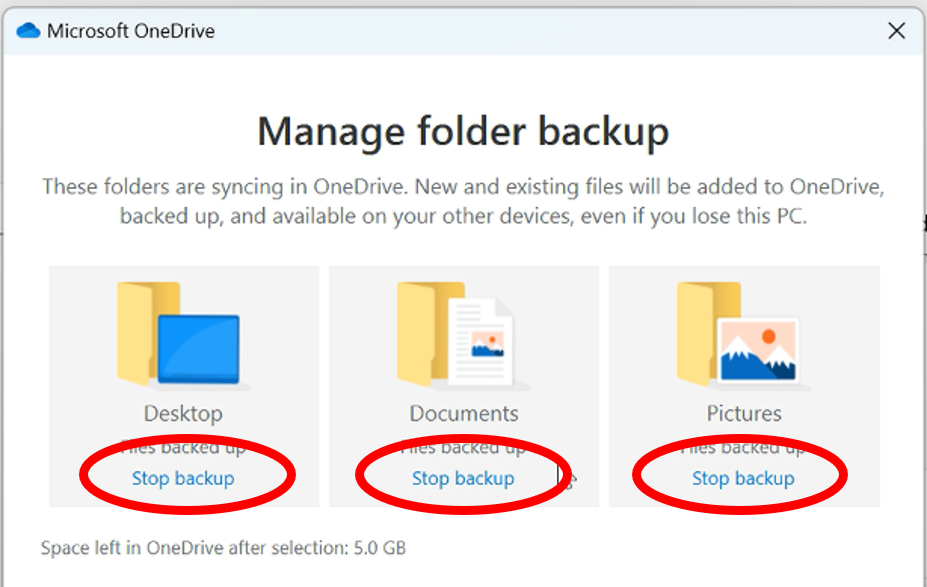 Microsoft OneDrive
Manage folder backup
These folders are syncing in OneDrive. New and existing files will be added to OneDrive,
backed up, and available on your other devices, even if you lose this PC.
Desktop
Files backed up
Stop backup
Documents
Files backed up
Stop backup
Pictures
Files backed up
Stop backup
Space left in OneDrive after selection: 5.0 GB